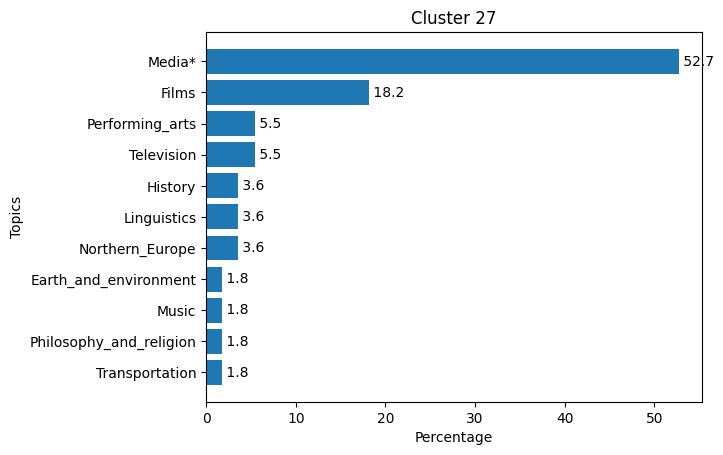 Cluster 27
Media* 52.7
Films 18.2
Performing_arts 5.5
Television 5.5
History 3.6
Linguistics 3.6
Northern_Europe 3.6
Earth_and_environment 1.8
Music 1.8
Philosophy_and_religion 1.8
Transportation 1.8
Topics
0 10 20 30 40 50
Percentage